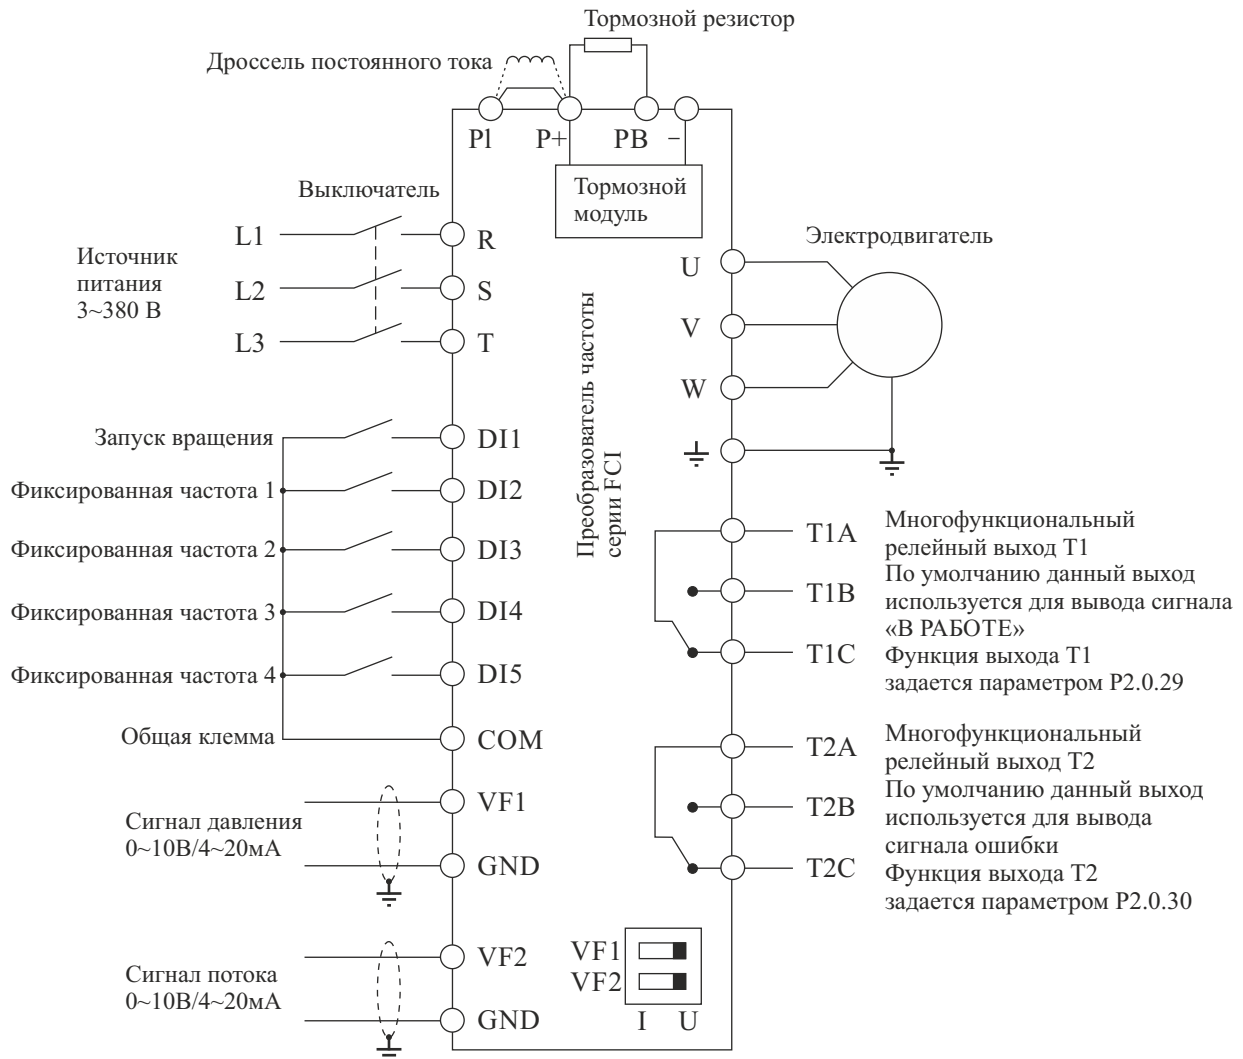 Тормозной резистор
Дроссель постоянного тока
P1
P+
PB
−
Тормозной
модуль
Выключатель
L1
R
Источник
питания
3~380 В
L2
S
L3
T
Электродвигатель
U
V
W
Преобразователь частоты
серии FCI
Запуск вращения
DI1
Фиксированная частота 1
DI2
Фиксированная частота 2
DI3
Фиксированная частота 3
DI4
Фиксированная частота 4
DI5
Общая клемма
COM
Сигнал давления
0~10В/4~20мА
VF1
GND
Сигнал потока
0~10В/4~20мА
VF2
GND
T1A
T1B
T1C
Многофункциональный
релейный выход T1
По умолчанию данный выход
используется для вывода сигнала
«В РАБОТЕ»
Функция выхода T1
задается параметром P2.0.29
T2A
T2B
T2C
Многофункциональный
релейный выход T2
По умолчанию данный выход
используется для вывода
сигнала ошибки
Функция выхода T2
задается параметром P2.0.30
VF1
VF2
I U